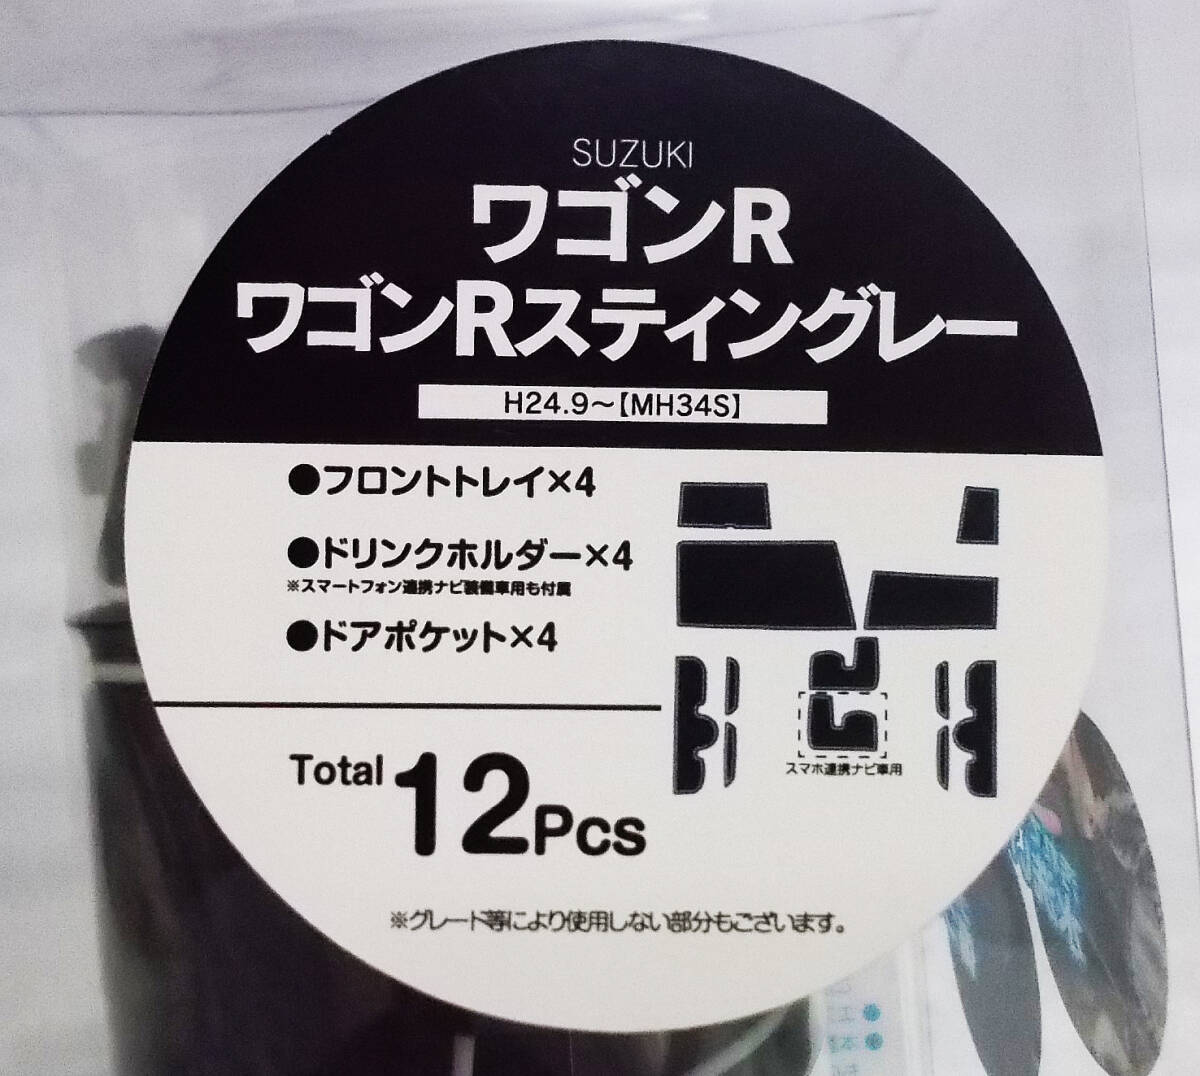 SUZUKI
ワゴンR
ワゴンRスティングレー
H24.9～【MH34S】
●フロントトレイ×4
●ドリンクホルダー×4
※スマートフォン連携ナビ装備車用も付属
●ドアポケット×4
スマホ連携ナビ車用
Total 12Pcs
※グレード等により使用しない部分もございます。